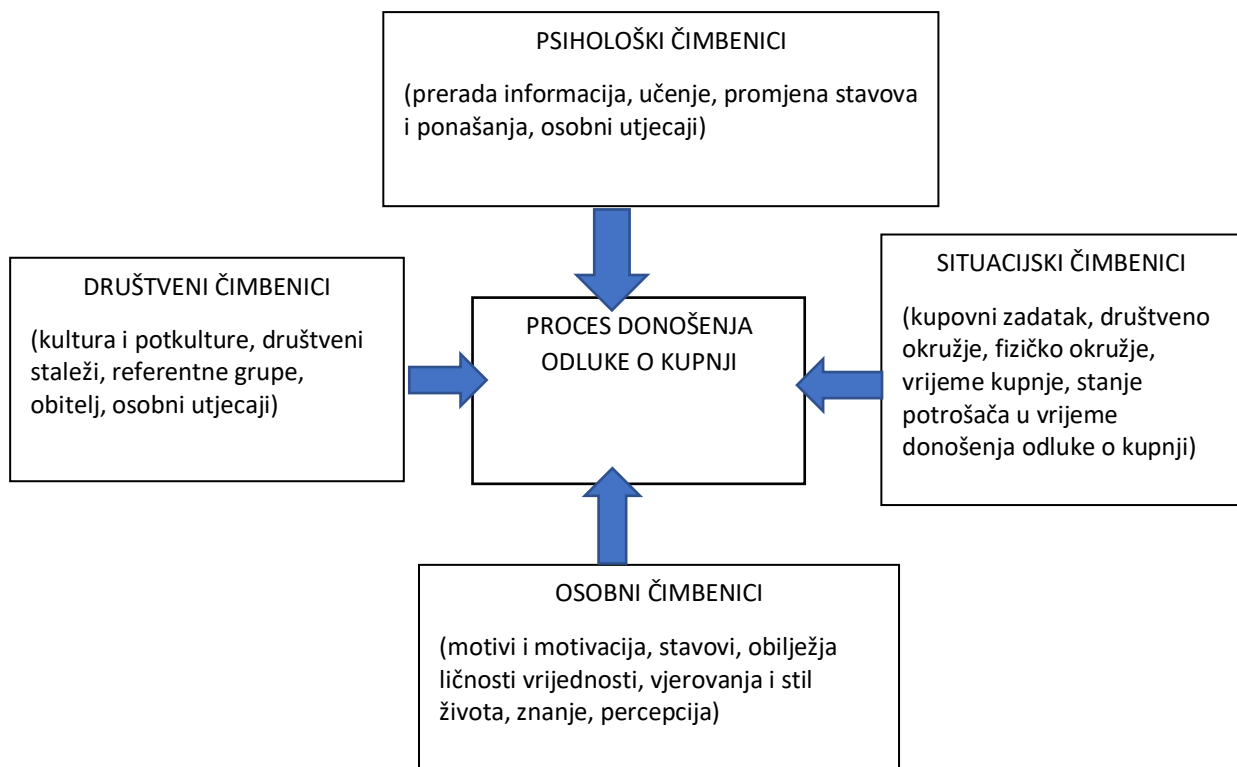 PSIHOLOŠKI ČIMBENICI
(prerada informacija, učenje, promjena stavova
i ponašanja, osobni utjecaji)
DRUŠTVENI ČIMBENICI
(kultura i potkulture, društveni
staleži, referentne grupe,
obitelj, osobni utjecaji)
PROCES DONOŠENJA
ODLUKE O KUPNJI
SITUACIJSKI ČIMBENICI
(kupovni zadatak, društveno
okružje, fizičko okružje,
vrijeme kupnje, stanje
potrošača u vrijeme
donošenja odluke o kupnji)
OSOBNI ČIMBENICI
(motivi i motivacija, stavovi, obilježja
ličnosti vrijednosti, vjerovanja i stil
života, znanje, percepcija)